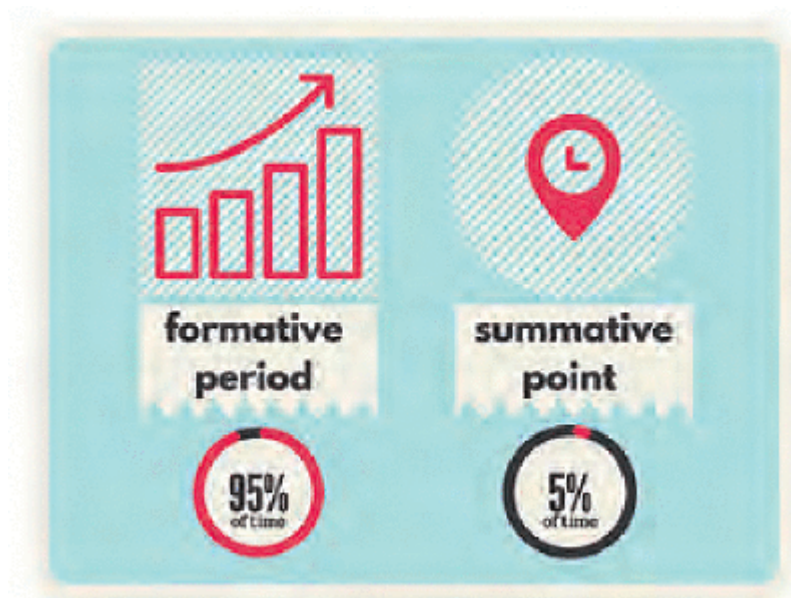 formative
period
summative
point
95%
of time
5%
of time